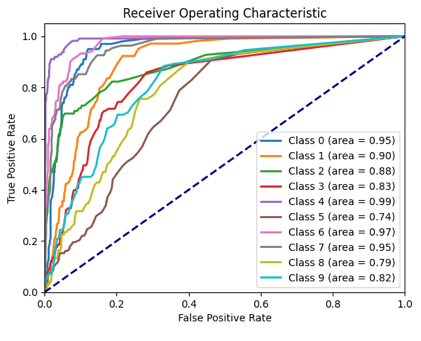 Receiver Operating Characteristic
True Positive Rate
1.0
0.8
0.6
0.4
0.2
0.0
Class 0 (area = 0.95)
Class 1 (area = 0.90)
Class 2 (area = 0.88)
Class 3 (area = 0.83)
Class 4 (area = 0.99)
Class 5 (area = 0.74)
Class 6 (area = 0.97)
Class 7 (area = 0.95)
Class 8 (area = 0.79)
Class 9 (area = 0.82)
0.0 0.2 0.4 0.6 0.8 1.0
False Positive Rate